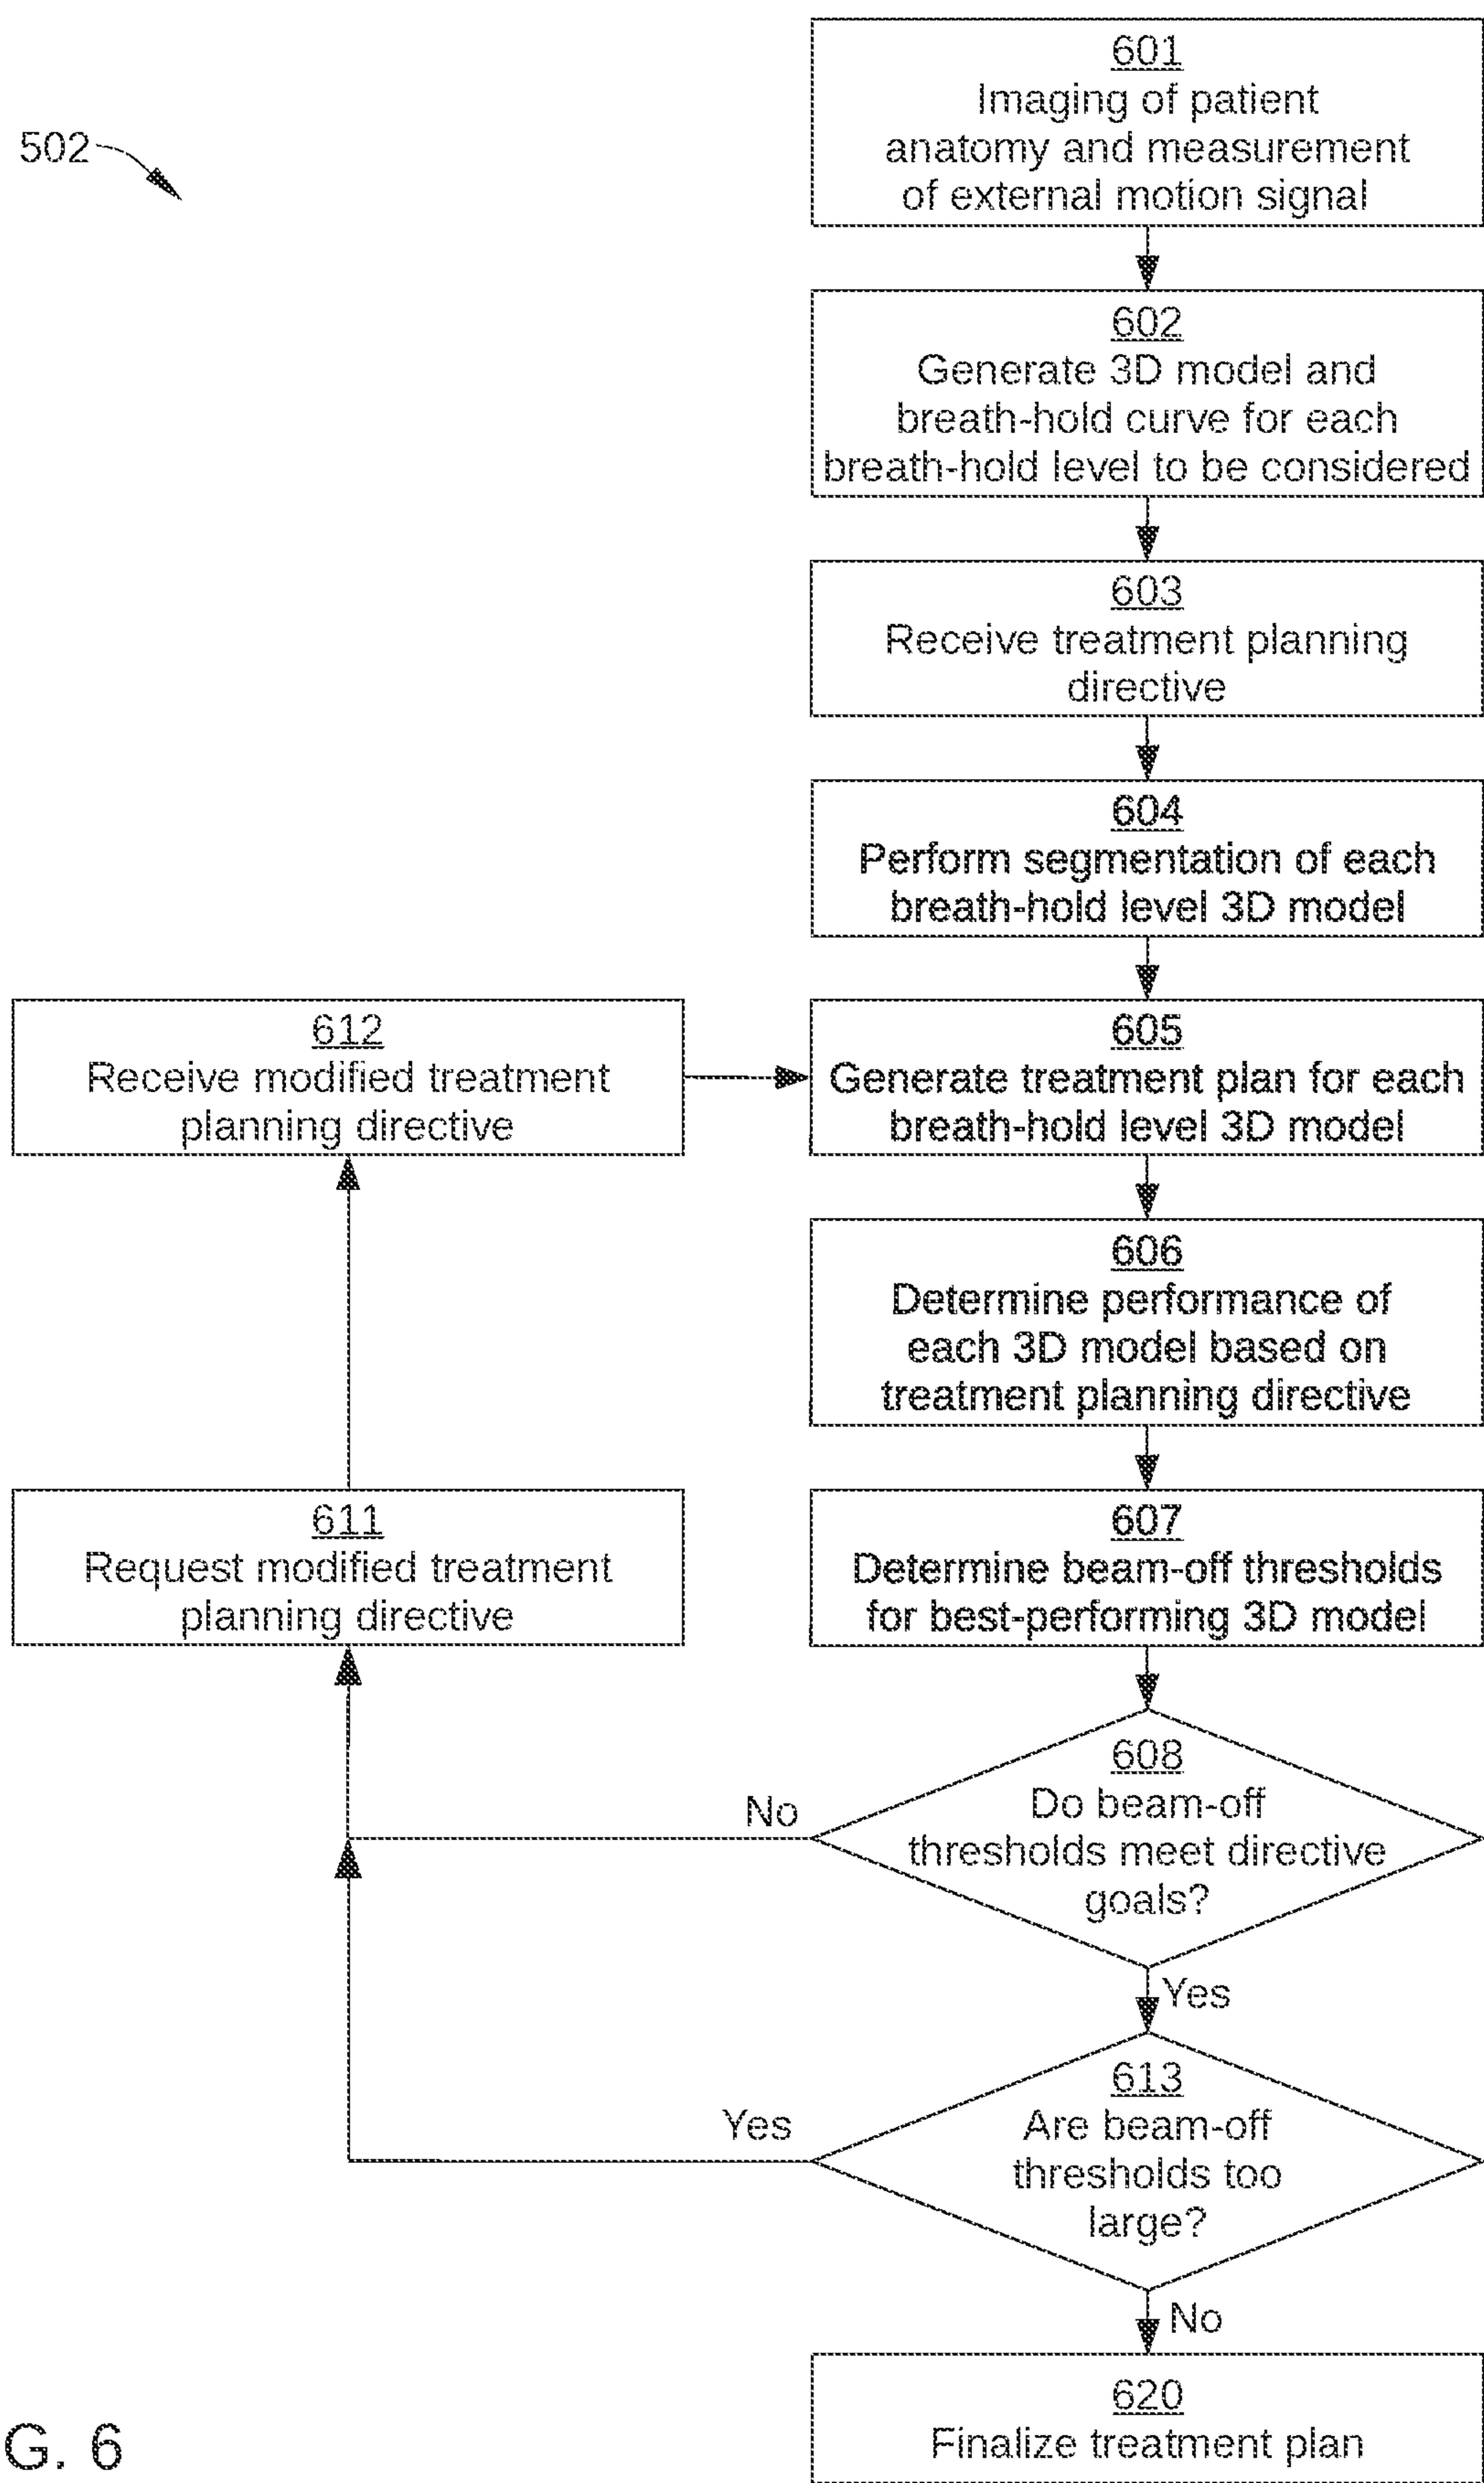 502
601
Imaging of patient
anatomy and measurement
of external motion signal
602
Generate 3D model and
breath-hold curve for each
breath-hold level to be considered
603
Receive treatment planning
directive
604
Perform segmentation of each
breath-hold level 3D model
612
Receive modified treatment
planning directive
605
Generate treatment plan for each
breath-hold level 3D model
606
Determine performance of
each 3D model based on
treatment planning directive
611
Request modified treatment
planning directive
607
Determine beam-off thresholds
for best-performing 3D model
608
Do beam-off
thresholds meet directive
goals?
No
Yes
613
Are beam-off
thresholds too
large?
Yes
No
620
Finalize treatment plan
G. 6